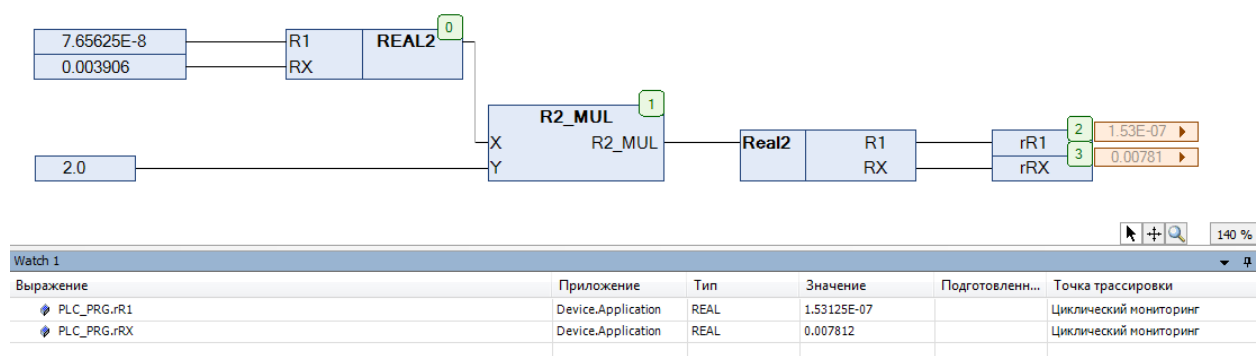 0
7.65625E-8 R1 REAL2
0.003906 RX
1
R2_MUL
X R2_MUL Real2 R1 rR1 2 1.53E-07
2.0 Y RX rRX 3 0.00781
140 %
Watch 1
Выражение Приложение Тип Значение Подготовленн... Точка трассировки
PLC_PRG.rR1 Device.Application REAL 1.53125E-07 Циклический мониторинг
PLC_PRG.rRX Device.Application REAL 0.007812 Циклический мониторинг